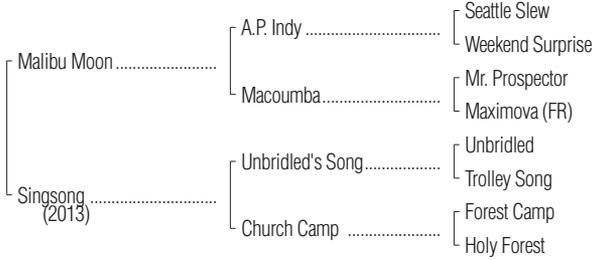 Seattle Slew
A.P. Indy ..............................
Weekend Surprise
Malibu Moon .......................
Mr. Prospector
Macoumba...........................
Maximova (FR)
Unbridled
Unbridled's Song.................
Trolley Song
Singsong .............................
(2013)
Forest Camp
Church Camp .....................
Holy Forest